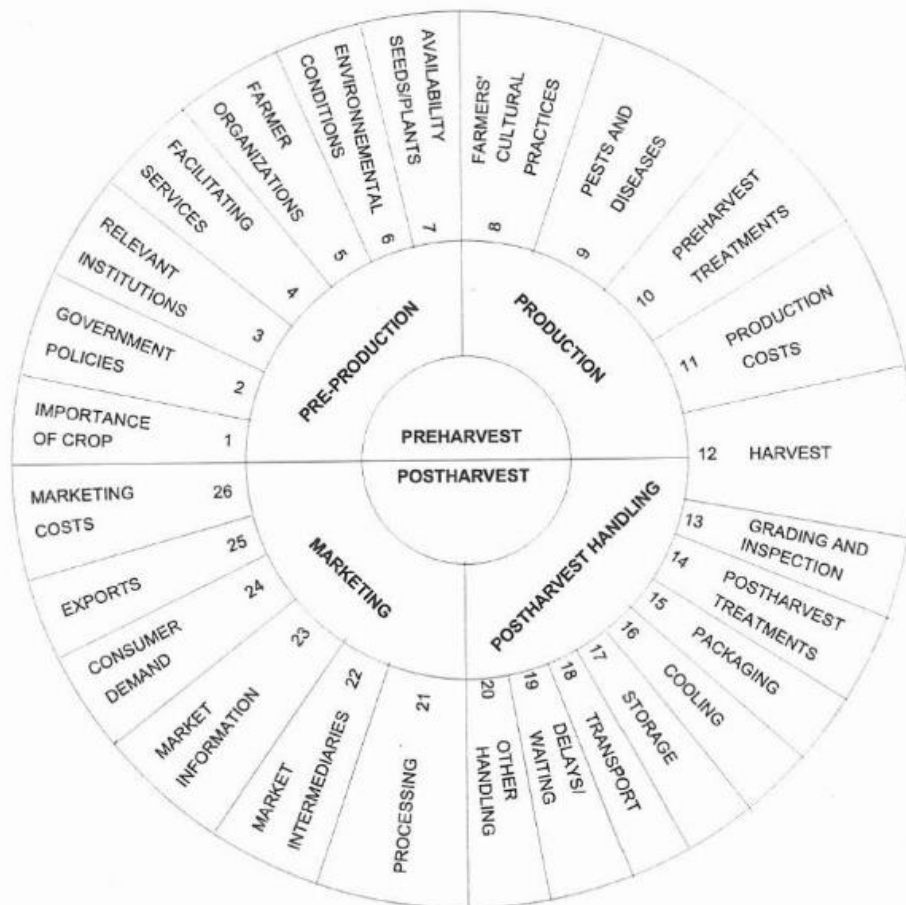 PREHARVEST
POSTHARVEST
PRE-PRODUCTION
PRODUCTION
POSTHARVEST HANDLING
MARKETING
IMPORTANCE
OF CROP
1
GOVERNMENT
POLICIES
2
RELEVANT
INSTITUTIONS
3
FACILITATING
SERVICES
4
FARMER
ORGANIZATIONS
5
ENVIRONNEMENTAL
CONDITIONS
6
AVAILABILITY
SEEDS/PLANTS
7
FARMERS'
CULTURAL
PRACTICES
8
PESTS AND
DISEASES
9
PREHARVEST
TREATMENTS
10
PRODUCTION
COSTS
11
12 HARVEST
13 GRADING AND
INSPECTION
14 POSTHARVEST
TREATMENTS
15 PACKAGING
16 COOLING
17 STORAGE
18 TRANSPORT
19 DELAYS/
WAITING
20 OTHER
HANDLING
21
PROCESSING
22
MARKET
INTERMEDIARIES
23
MARKET
INFORMATION
24
CONSUMER
DEMAND
25
EXPORTS
26
MARKETING
COSTS